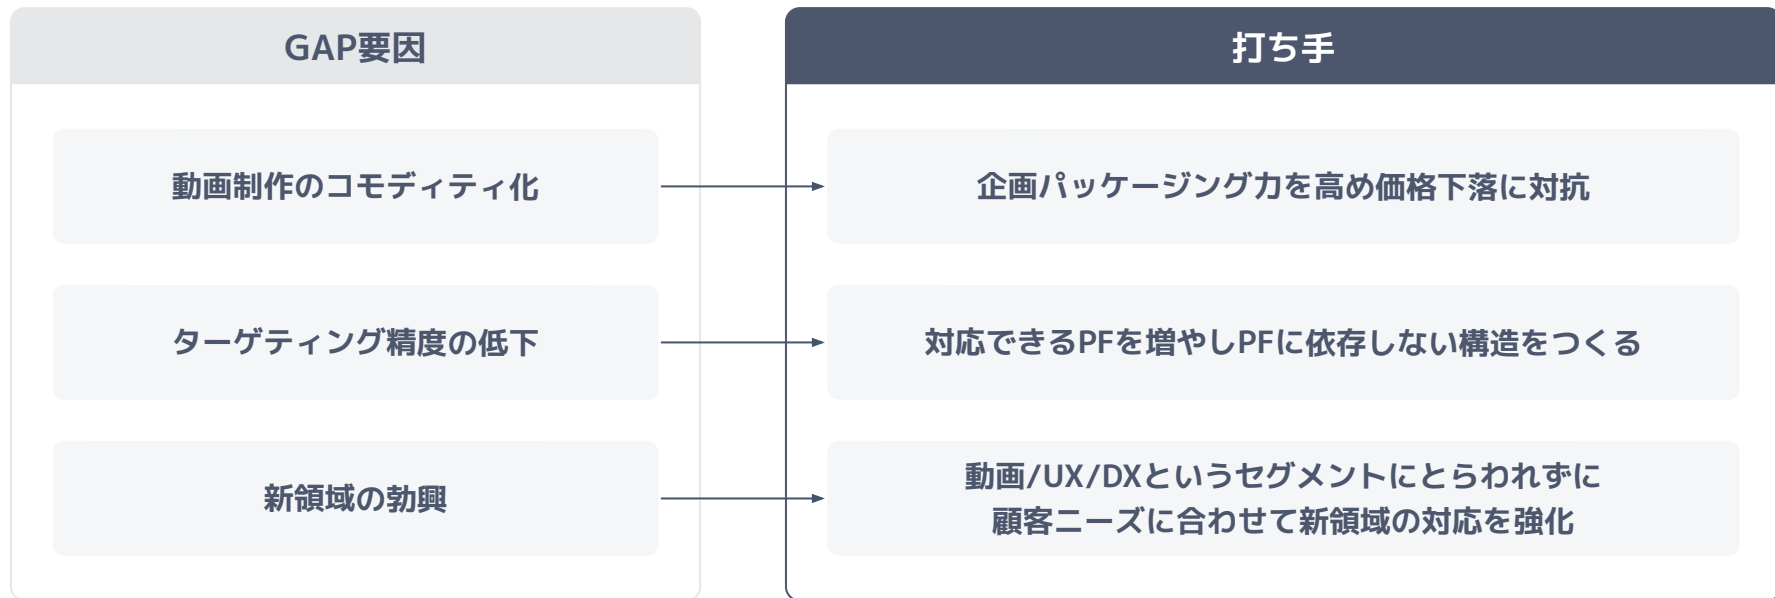 GAP要因
打ち手
動画制作のコモディティ化
企画パッケージング力を高め価格下落に対抗
ターゲティング精度の低下
対応できるPFを増やしPFに依存しない構造をつくる
新領域の勃興
動画/UX/DXというセグメントにとらわれずに
顧客ニーズに合わせて新領域の対応を強化